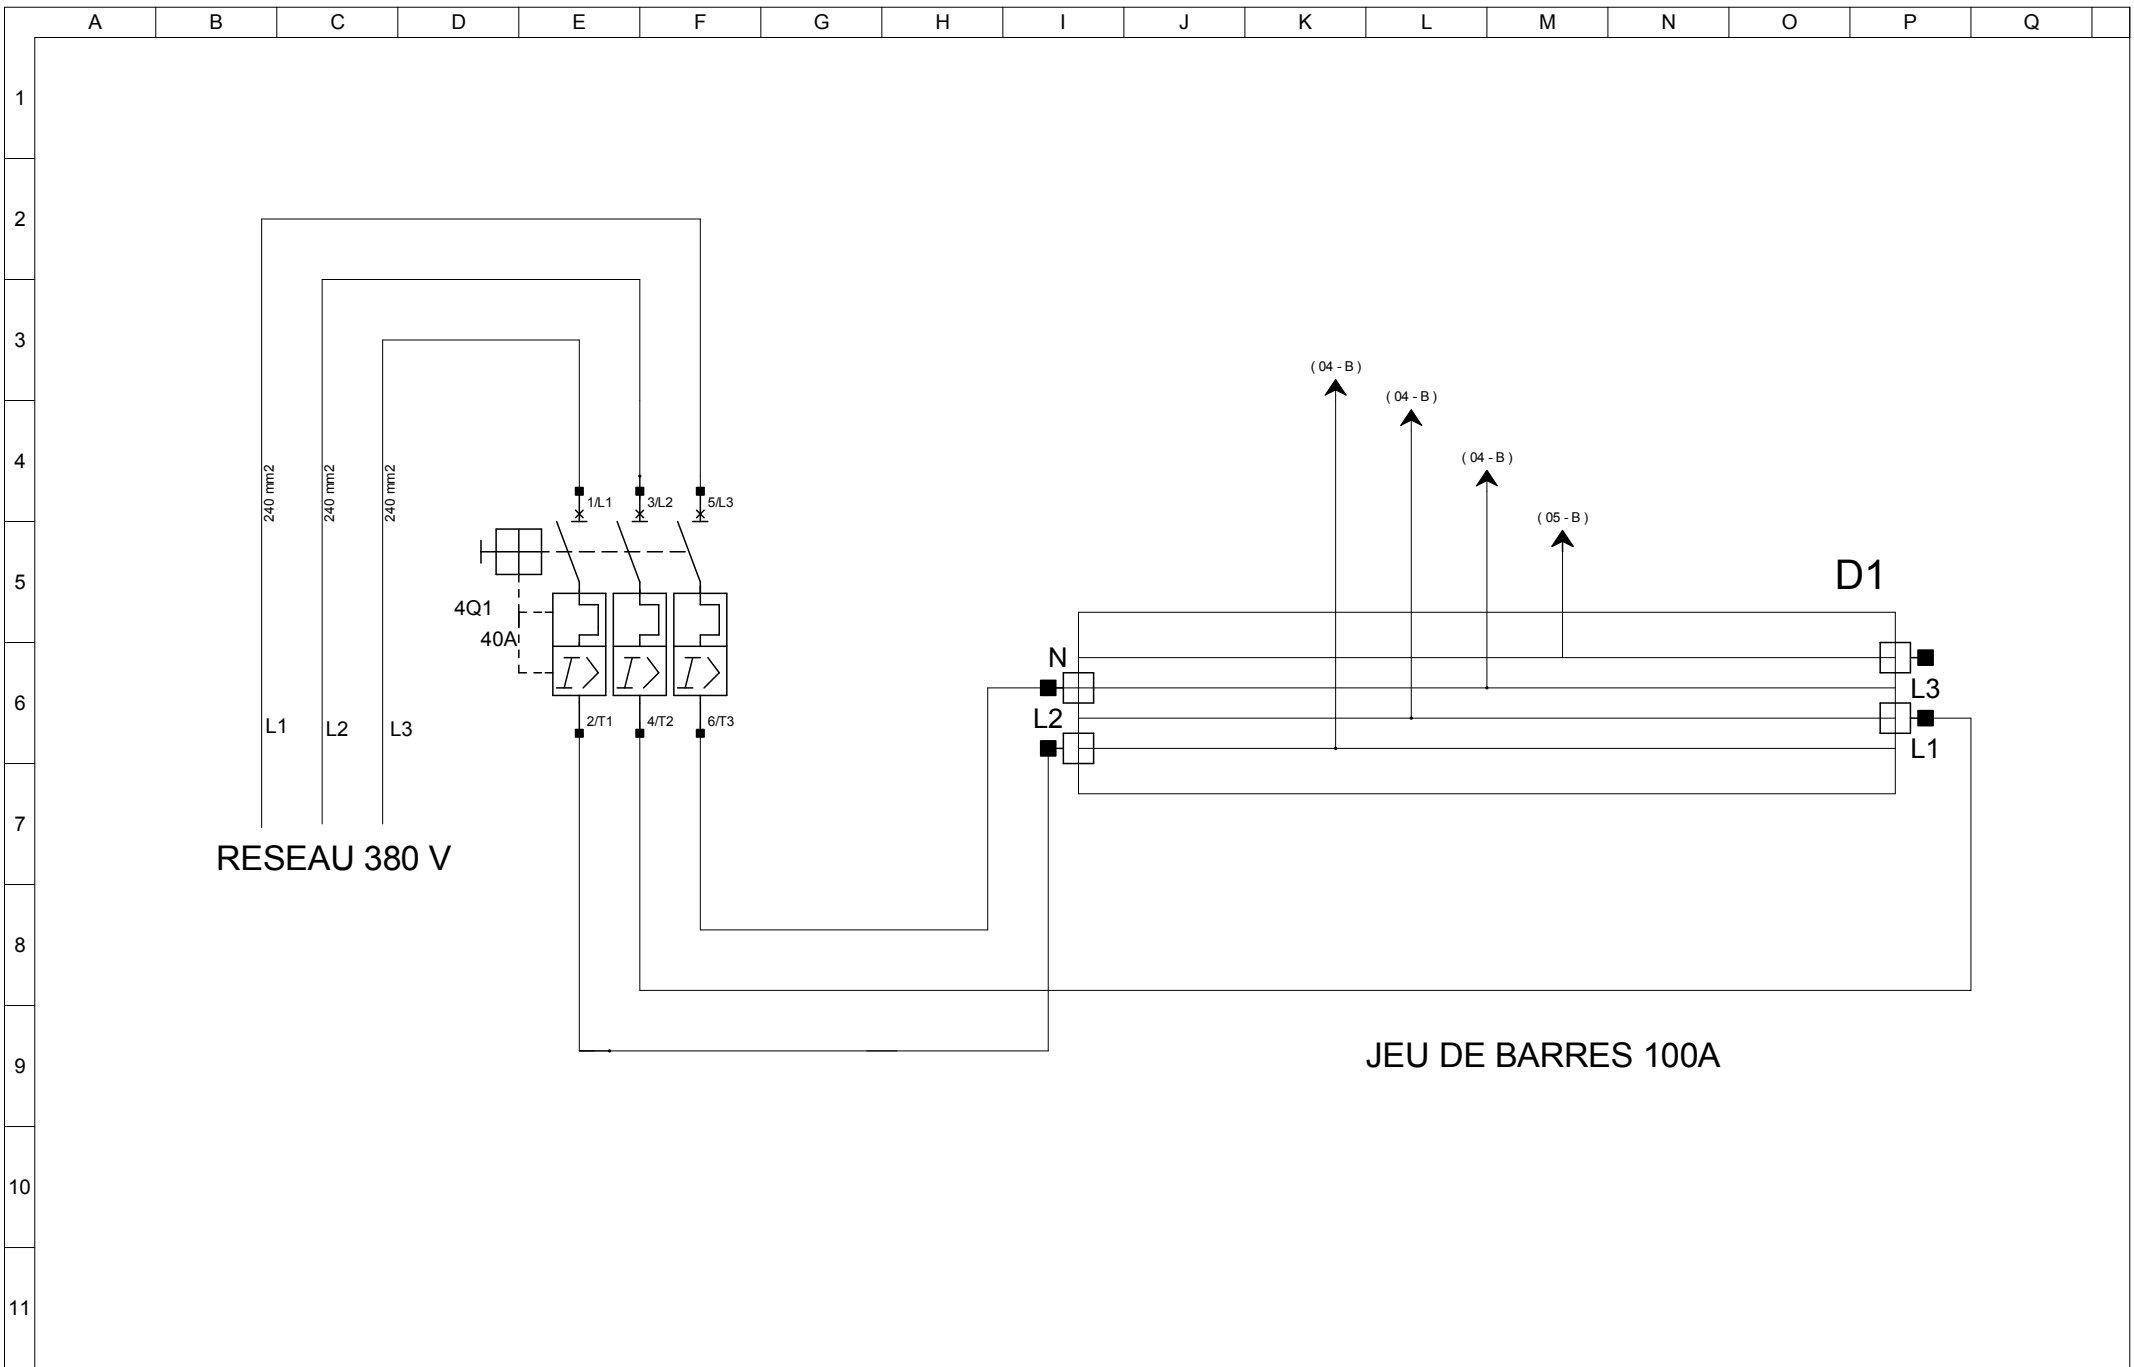 A B C D E F G H I J K L M N O P Q
1
2
3
( 04 - B )
( 04 - B )
4
( 04 - B )
240 mm2
240 mm2
240 mm2
1/L1 3/L2 5/L3
( 05 - B )
5
D1
4Q1
40A
N
6
L3
L2
2/T1 4/T2 6/T3
L1 L2 L3
L1
7
RESEAU 380 V
8
9
JEU DE BARRES 100A
10
11